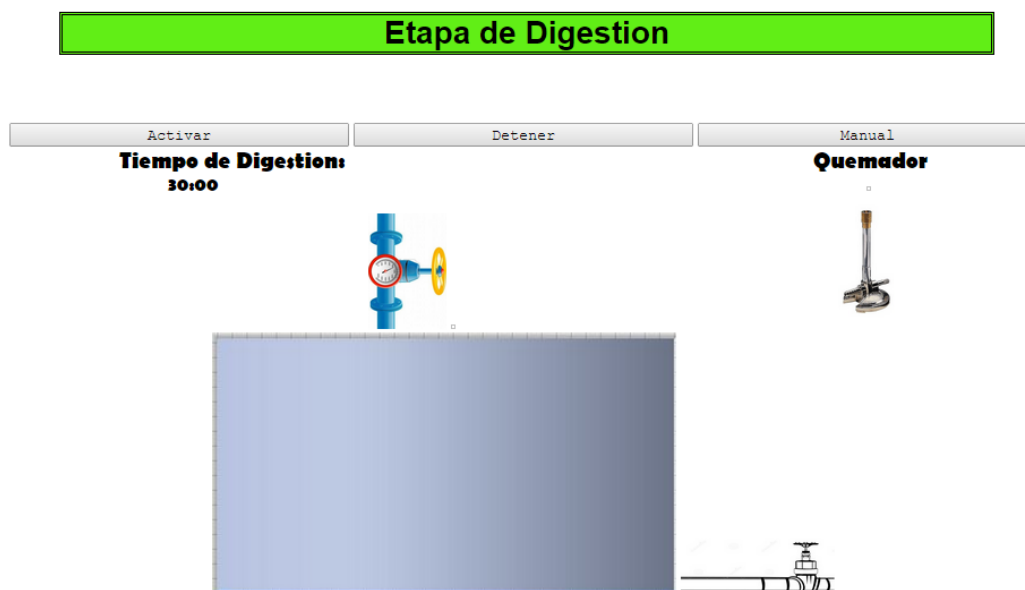 Etapa de Digestion
Activar Detener Manual
Tiempo de Digestion: Quemador
30:00